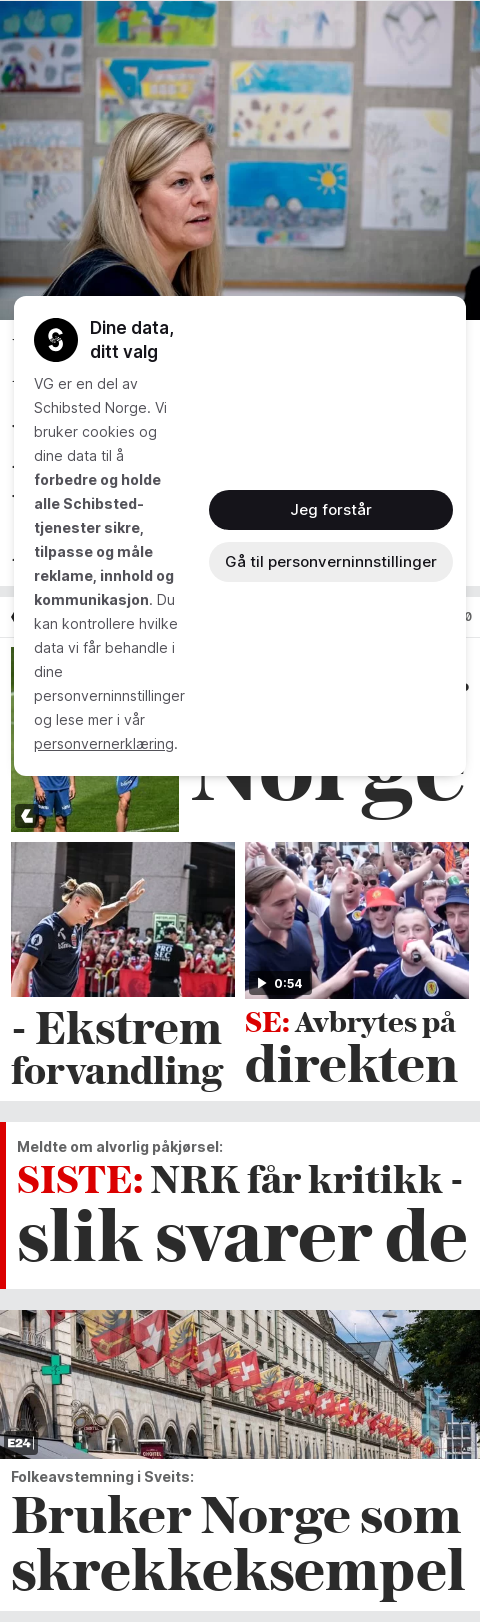 Dine data,
ditt valg
VG er en del av
Schibsted Norge. Vi
bruker cookies og
dine data til å
forbedre og holde
alle Schibsted-
tjenester sikre,
tilpasse og måle
reklame, innhold og
kommunikasjon. Du
kan kontrollere hvilke
data vi får behandle i
dine
personverninnstillinger
og lese mer i vår
personvernerklæring.
Jeg forstår
Gå til personverninnstillinger
Norge
PRO
SEC
0:54
- Ekstrem
forvandling
SE: Avbrytes på
direkten
Meldte om alvorlig påkjørsel:
SISTE: NRK får kritikk -
slik svarer de
E24
Folkeavstemning i Sveits:
Bruker Norge som
skrekkeksempel